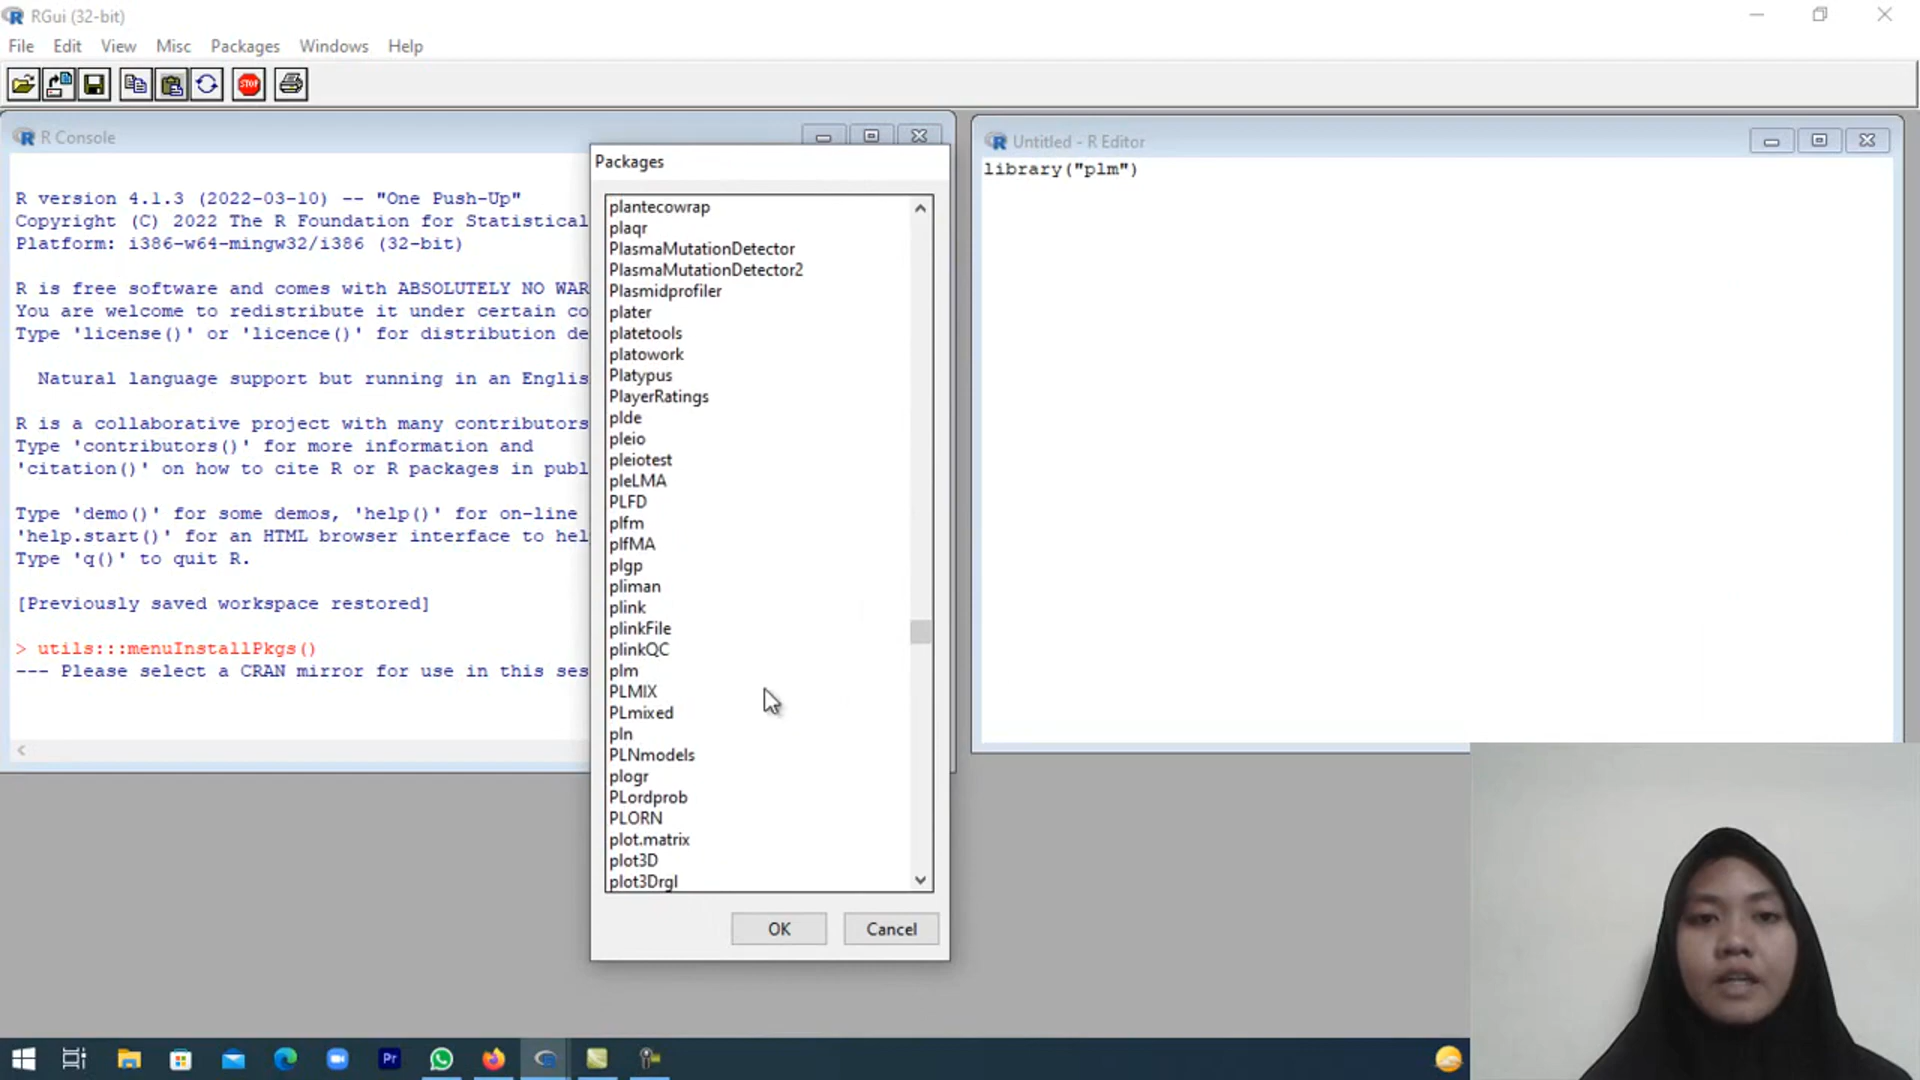 RGui (32-bit)
File Edit View Misc Packages Windows Help
STOP
R Console
R version 4.1.3 (2022-03-10) -- "One Push-Up"
Copyright (C) 2022 The R Foundation for Statistical
Platform: i386-w64-mingw32/i386 (32-bit)
R is free software and comes with ABSOLUTELY NO WAR
You are welcome to redistribute it under certain co
Type 'license()' or 'licence()' for distribution de
Natural language support but running in an Englis
R is a collaborative project with many contributors
Type 'contributors()' for more information and
'citation()' on how to cite R or R packages in publ
Type 'demo()' for some demos, 'help()' for on-line
'help.start()' for an HTML browser interface to hel
Type 'q()' to quit R.
[Previously saved workspace restored]
> utils:::menuInstallPkgs()
--- Please select a CRAN mirror for use in this ses
Packages
plantecowrap
plaqr
PlasmaMutationDetector
PlasmaMutationDetector2
Plasmidprofiler
plater
platetools
platowork
Platypus
PlayerRatings
plde
pleio
pleiotest
pleLMA
PLFD
plfm
plfMA
plgp
pliman
plink
plinkFile
plinkQC
plm
PLMIX
PLmixed
pln
PLNmodels
plogr
PLordprob
PLORN
plot.matrix
plot3D
plot3Drgl
OK Cancel
Untitled - R Editor
library("plm")
Pr